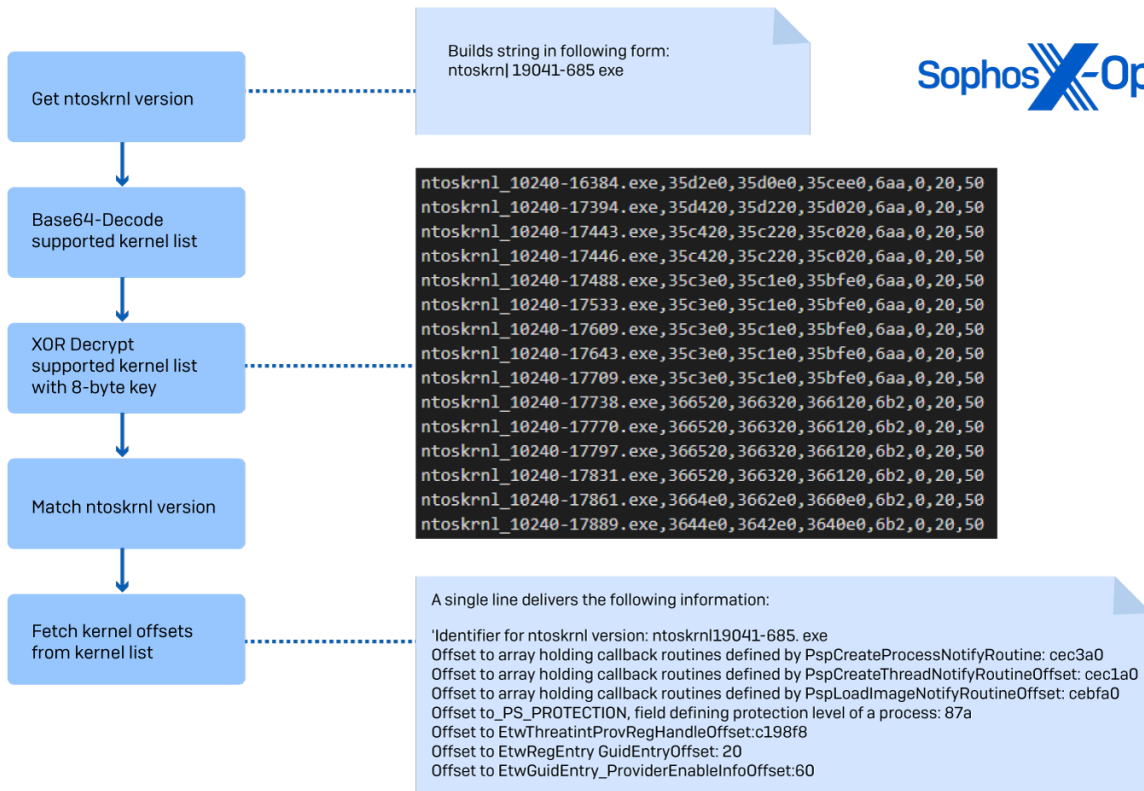 Get ntoskrnl version
Builds string in following form:
ntoskrn| 19041-685 exe
Sophos X-Op
Base64-Decode
supported kernel list
XOR Decrypt
supported kernel list
with 8-byte key
Match ntoskrnl version
Fetch kernel offsets
from kernel list
ntoskrnl_10240-16384.exe,35d2e0,35d0e0,35cee0,6aa,0,20,50
ntoskrnl_10240-17394.exe,35d420,35d220,35d020,6aa,0,20,50
ntoskrnl_10240-17443.exe,35c420,35c220,35c020,6aa,0,20,50
ntoskrnl_10240-17446.exe,35c420,35c220,35c020,6aa,0,20,50
ntoskrnl_10240-17488.exe,35c3e0,35c1e0,35bfe0,6aa,0,20,50
ntoskrnl_10240-17533.exe,35c3e0,35c1e0,35bfe0,6aa,0,20,50
ntoskrnl_10240-17609.exe,35c3e0,35c1e0,35bfe0,6aa,0,20,50
ntoskrnl_10240-17643.exe,35c3e0,35c1e0,35bfe0,6aa,0,20,50
ntoskrnl_10240-17709.exe,35c3e0,35c1e0,35bfe0,6aa,0,20,50
ntoskrnl_10240-17738.exe,366520,366320,366120,6b2,0,20,50
ntoskrnl_10240-17770.exe,366520,366320,366120,6b2,0,20,50
ntoskrnl_10240-17797.exe,366520,366320,366120,6b2,0,20,50
ntoskrnl_10240-17831.exe,366520,366320,366120,6b2,0,20,50
ntoskrnl_10240-17861.exe,3664e0,3662e0,3660e0,6b2,0,20,50
ntoskrnl_10240-17889.exe,3644e0,3642e0,3640e0,6b2,0,20,50
A single line delivers the following information:
'Identifier for ntoskrnl version: ntoskrnl19041-685. exe
Offset to array holding callback routines defined by PspCreateProcessNotifyRoutine: cec3a0
Offset to array holding callback routines defined by PspCreateThreadNotifyRoutineOffset: cec1a0
Offset to array holding callback routines defined by PspLoadImageNotifyRoutineOffset: cebfa0
Offset to_PS_PROTECTION, field defining protection level of a process: 87a
Offset to EtwThreatintProvRegHandleOffset:c198f8
Offset to EtwRegEntry GuidEntryOffset: 20
Offset to EtwGuidEntry_ProviderEnableInfoOffset:60